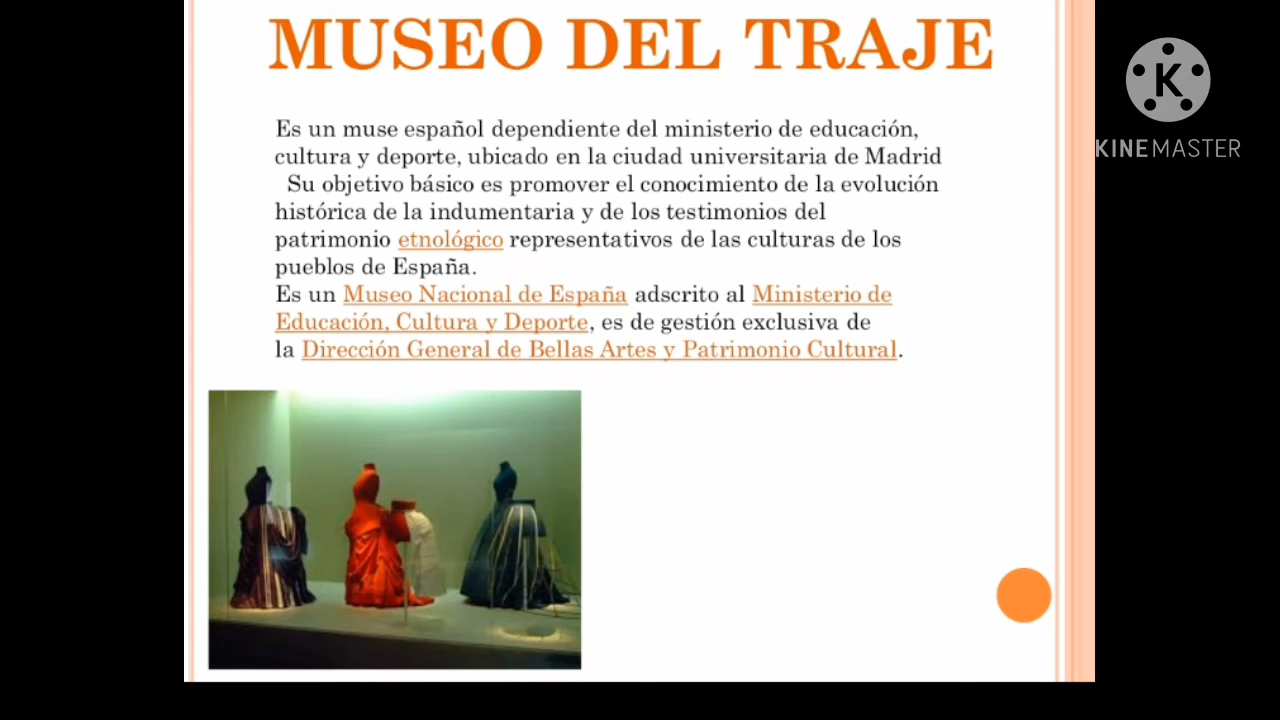 MUSEO DEL TRAJE
Es un muse español dependiente del ministerio de educación,
cultura y deporte, ubicado en la ciudad universitaria de Madrid
Su objetivo básico es promover el conocimiento de la evolución
histórica de la indumentaria y de los testimonios del
patrimonio etnológico representativos de las culturas de los
pueblos de España.
Es un Museo Nacional de España adscrito al Ministerio de
Educación, Cultura y Deporte, es de gestión exclusiva de
la Dirección General de Bellas Artes y Patrimonio Cultural.
K
KINEMASTER